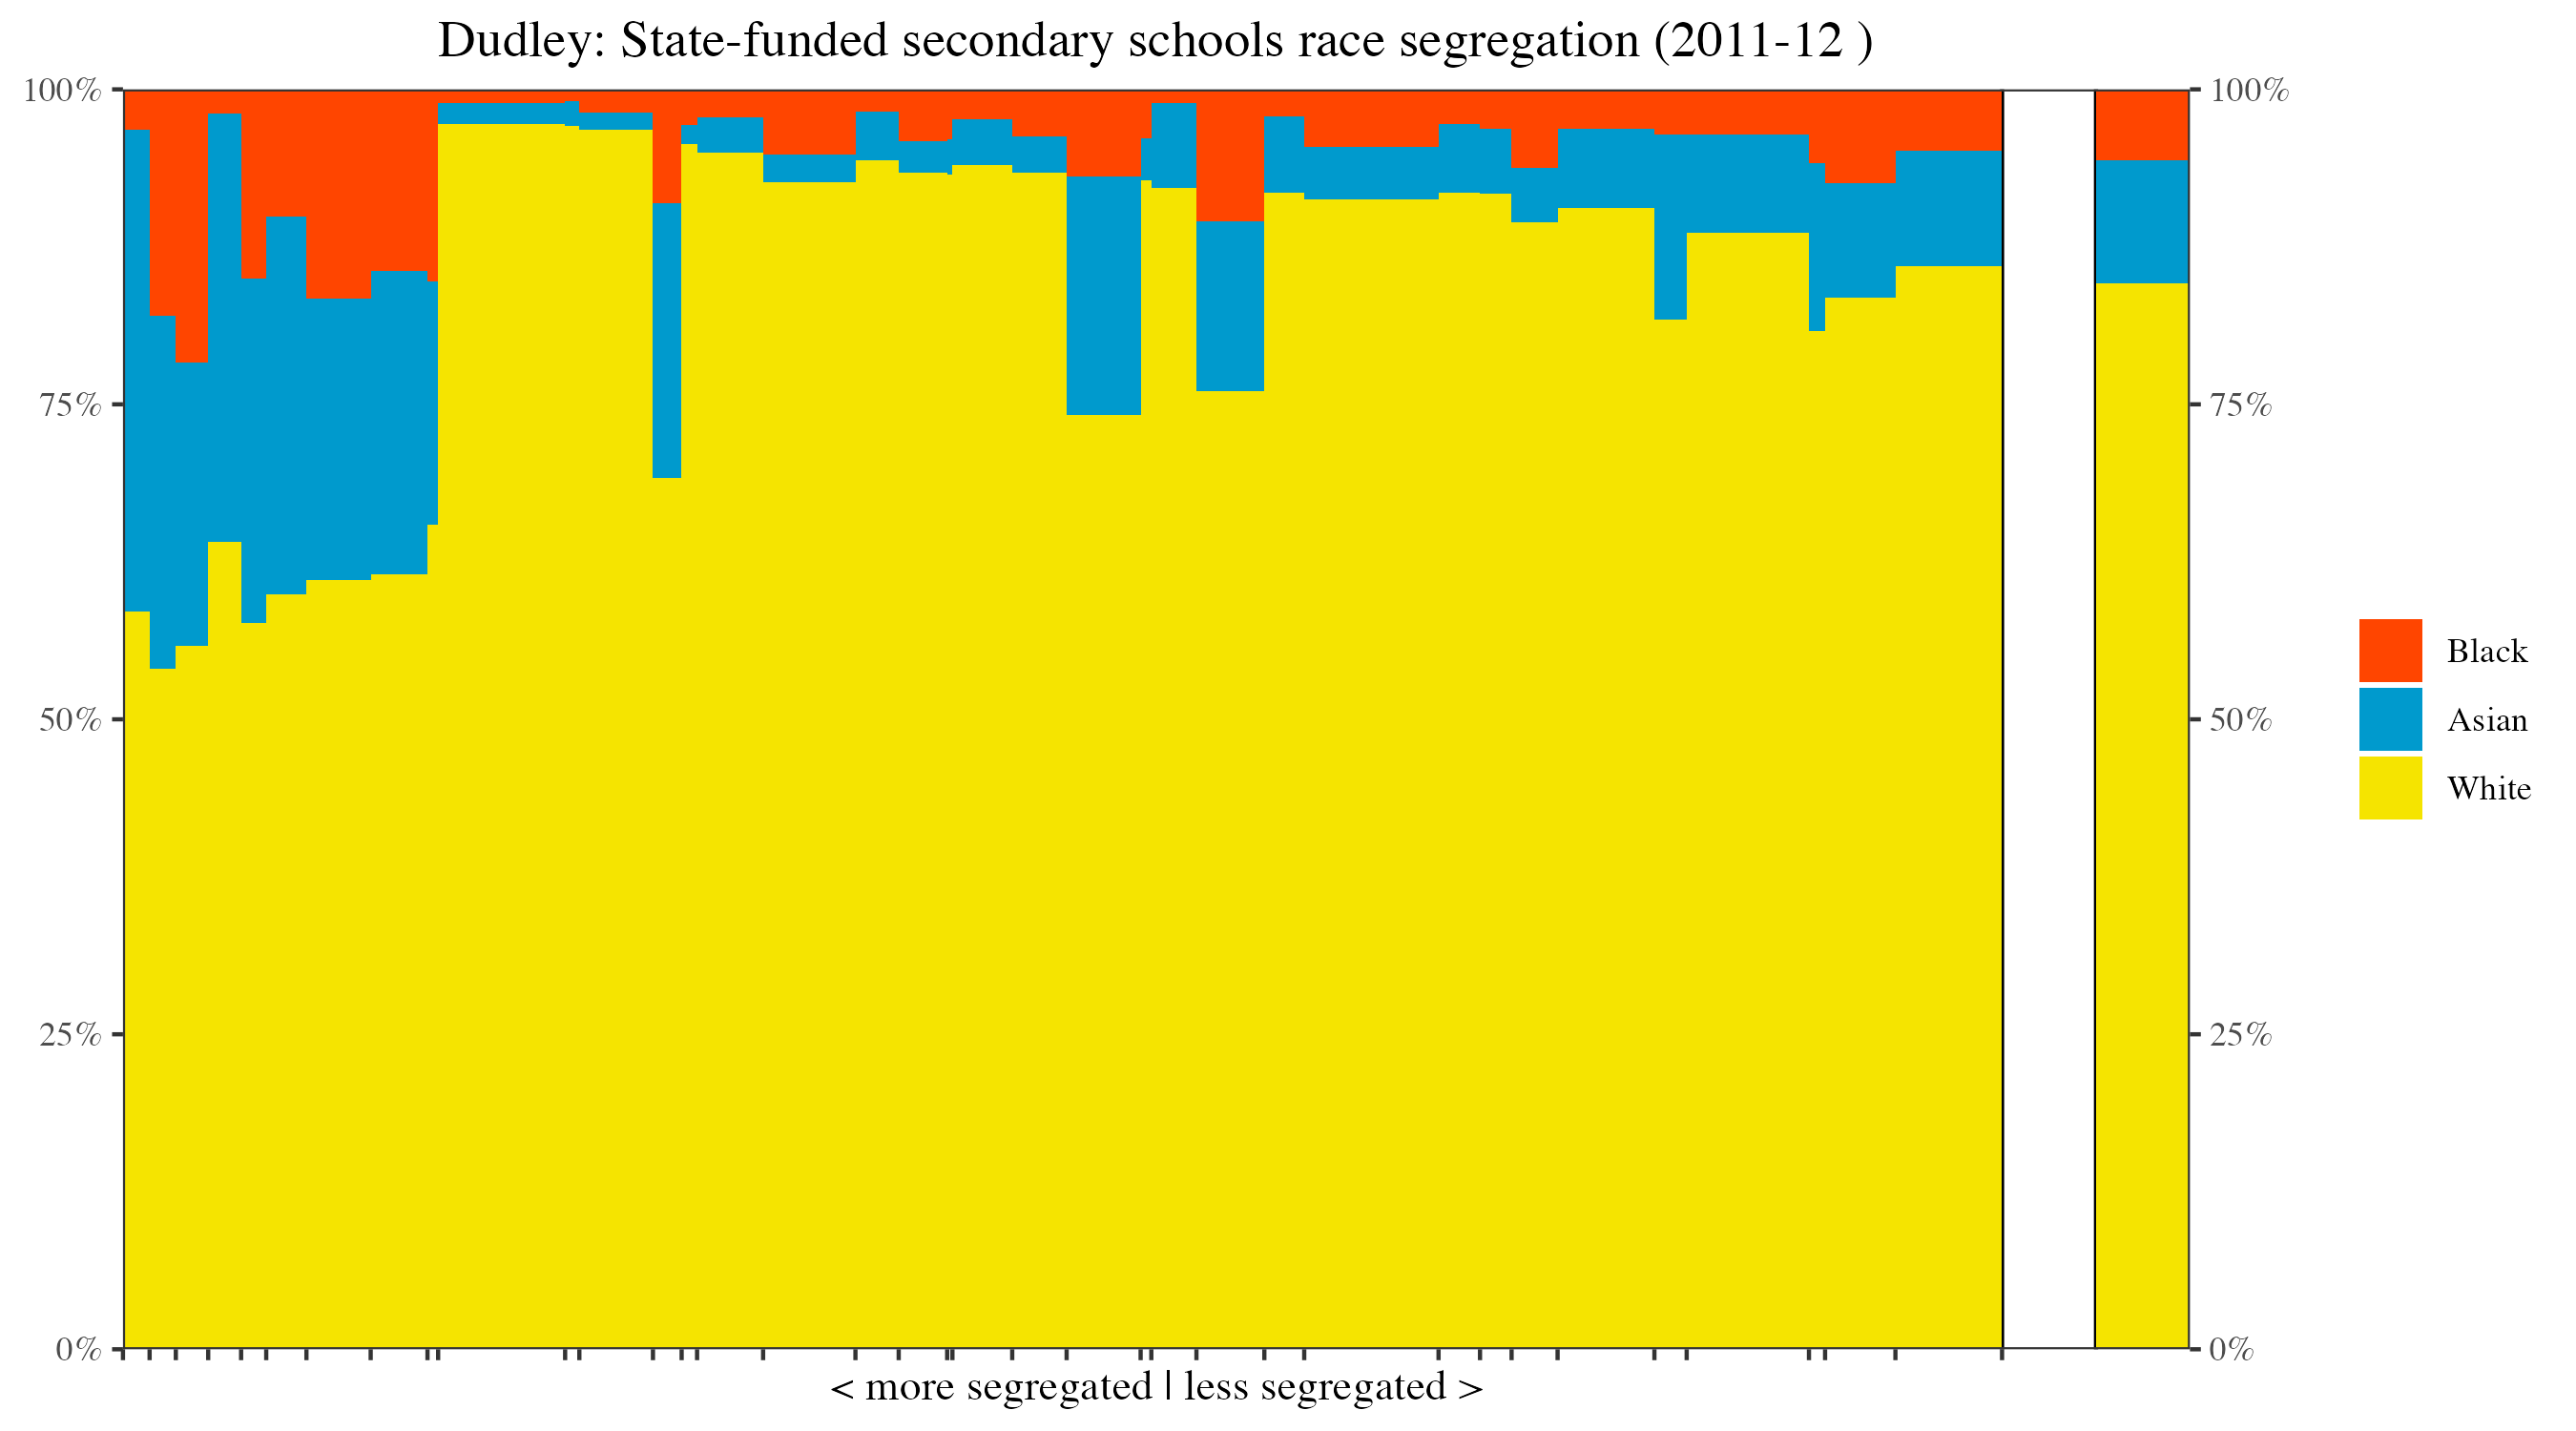 Dudley: State-funded secondary schools race segregation (2011-12 )
100%
75%
50%
25%
0%
100%
75%
50%
25%
0%
Black
Asian
White
< more segregated | less segregated >